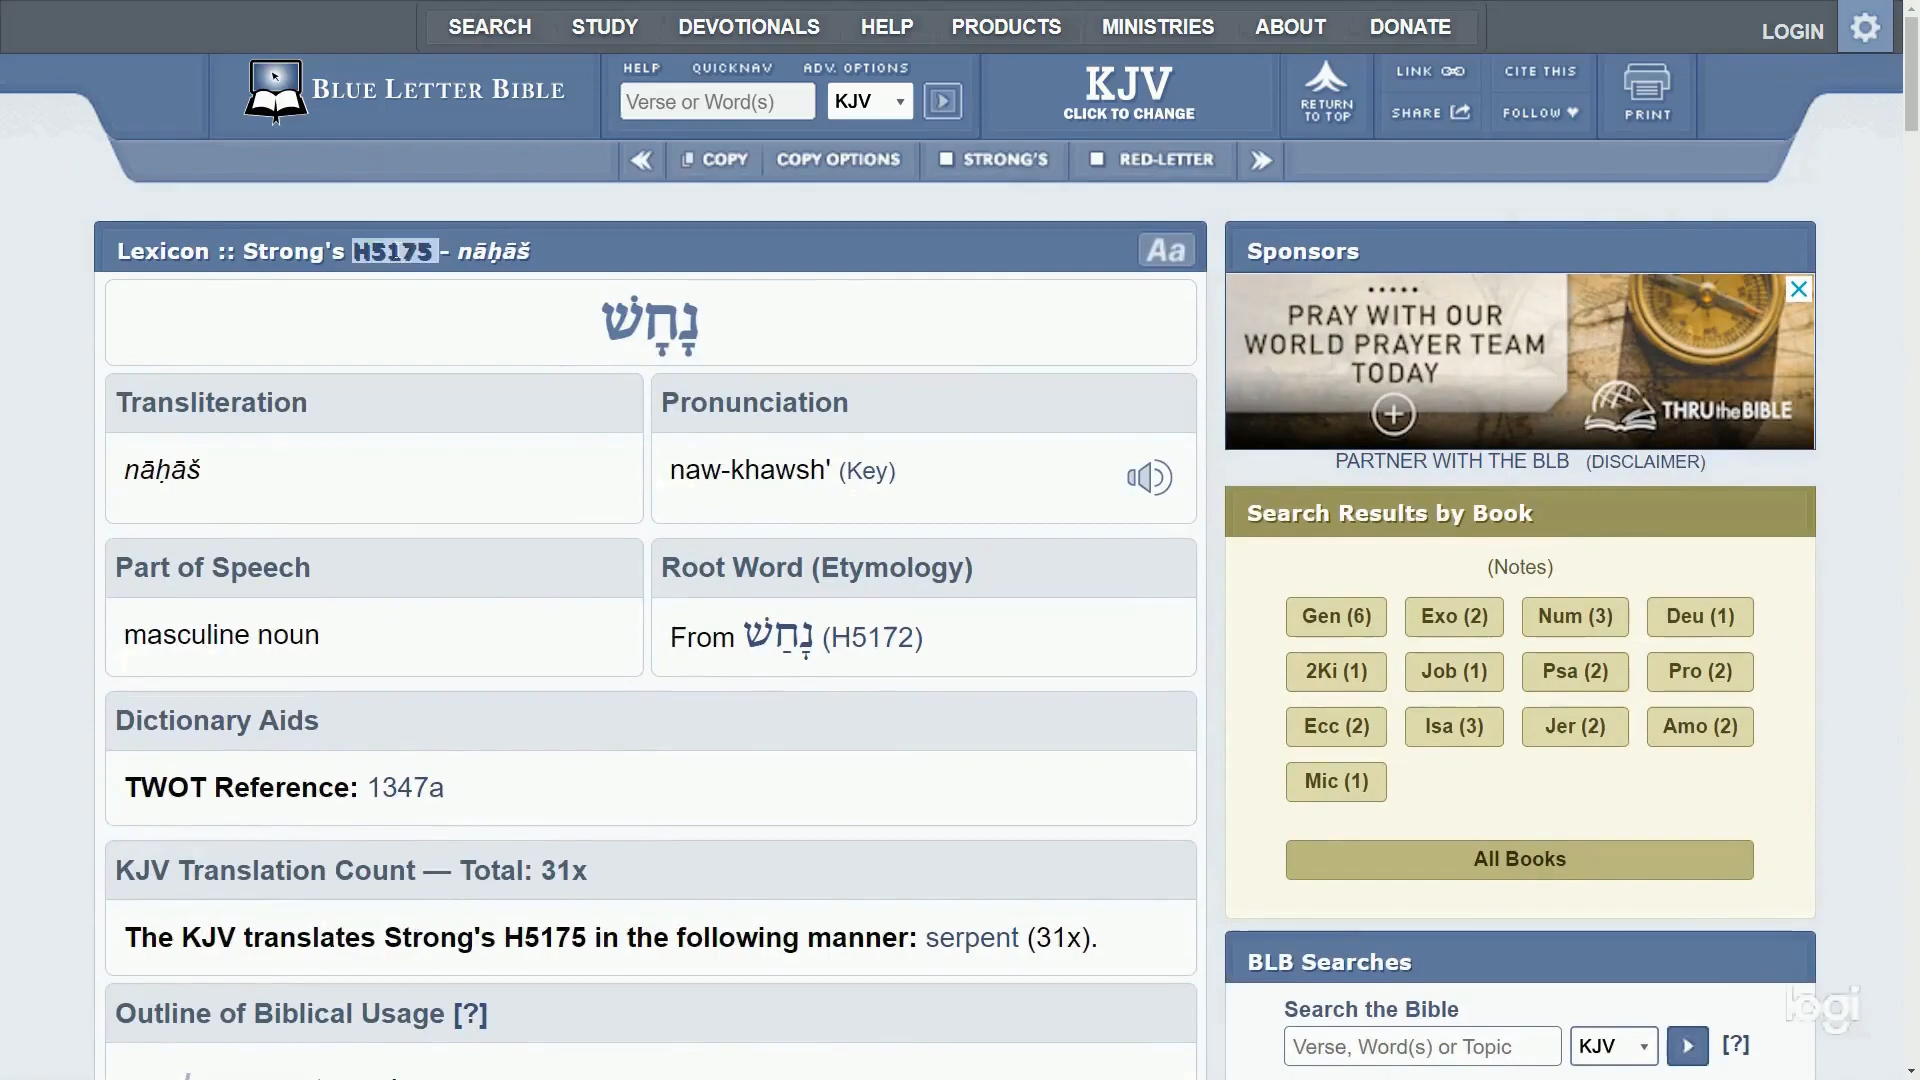 SEARCH STUDY DEVOTIONALS HELP PRODUCTS MINISTRIES ABOUT DONATE
LOGIN
BLUE LETTER BIBLE
HELP QUICKNAV ADV. OPTIONS
Verse or Word(s) KJV
KJV
CLICK TO CHANGE
RETURN
TO TOP
LINK CITE THIS
SHARE FOLLOW
PRINT
COPY COPY OPTIONS STRONG'S RED-LETTER
Lexicon :: Strong's H5175 - nāḥāš
Aa
נָחָשׁ
Transliteration
nāḥāš
Pronunciation
naw-khawsh' (Key)
Part of Speech
masculine noun
Root Word (Etymology)
From נָחַשׁ (H5172)
Dictionary Aids
TWOT Reference: 1347a
KJV Translation Count — Total: 31x
The KJV translates Strong's H5175 in the following manner: serpent (31x).
Outline of Biblical Usage [?]
Sponsors
PRAY WITH OUR
WORLD PRAYER TEAM
TODAY
THRU the BIBLE
PARTNER WITH THE BLB (DISCLAIMER)
Search Results by Book
(Notes)
Gen (6) Exo (2) Num (3) Deu (1)
2Ki (1) Job (1) Psa (2) Pro (2)
Ecc (2) Isa (3) Jer (2) Amo (2)
Mic (1)
All Books
BLB Searches
Search the Bible
Verse, Word(s) or Topic KJV [?]
logi